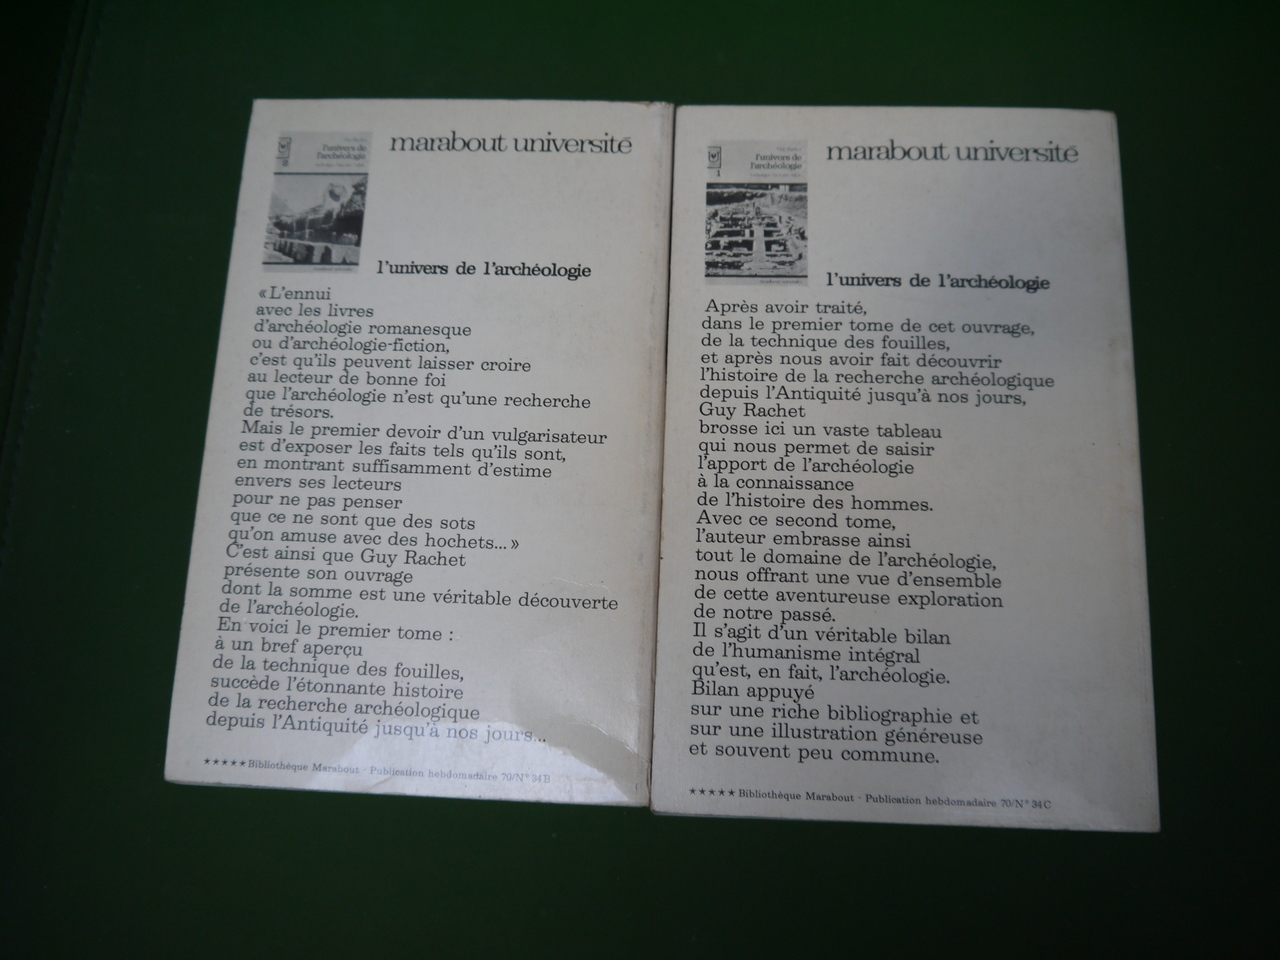 marabout université
2
l'univers de
l'archéologie
l'univers de l'archéologie
« L'ennui
avec les livres
d'archéologie romanesque
ou d'archéologie-fiction,
c'est qu'ils peuvent laisser croire
au lecteur de bonne foi
que l'archéologie n'est qu'une recherche
de trésors.
Mais le premier devoir d'un vulgarisateur
est d'exposer les faits tels qu'ils sont,
en montrant suffisamment d'estime
envers ses lecteurs
pour ne pas penser
que ce ne sont que des sots
qu'on amuse avec des hochets... »
C'est ainsi que Guy Rachet
présente son ouvrage
dont la somme est une véritable découverte
de l'archéologie.
En voici le premier tome :
à un bref aperçu
de la technique des fouilles,
succède l'étonnante histoire
de la recherche archéologique
depuis l'Antiquité jusqu'à nos jours...
★★★★★ Bibliothèque Marabout - Publication hebdomadaire 70/N° 34 B
marabout université
1
l'univers de
l'archéologie
l'univers de l'archéologie
Après avoir traité,
dans le premier tome de cet ouvrage,
de la technique des fouilles,
et après nous avoir fait découvrir
l'histoire de la recherche archéologique
depuis l'Antiquité jusqu'à nos jours,
Guy Rachet
brosse ici un vaste tableau
qui nous permet de saisir
l'apport de l'archéologie
à la connaissance
de l'histoire des hommes.
Avec ce second tome,
l'auteur embrasse ainsi
tout le domaine de l'archéologie,
nous offrant une vue d'ensemble
de cette aventureuse exploration
de notre passé.
Il s'agit d'un véritable bilan
de l'humanisme intégral
qu'est, en fait, l'archéologie.
Bilan appuyé
sur une riche bibliographie et
sur une illustration généreuse
et souvent peu commune.
★★★★★ Bibliothèque Marabout - Publication hebdomadaire 70/N° 34 C